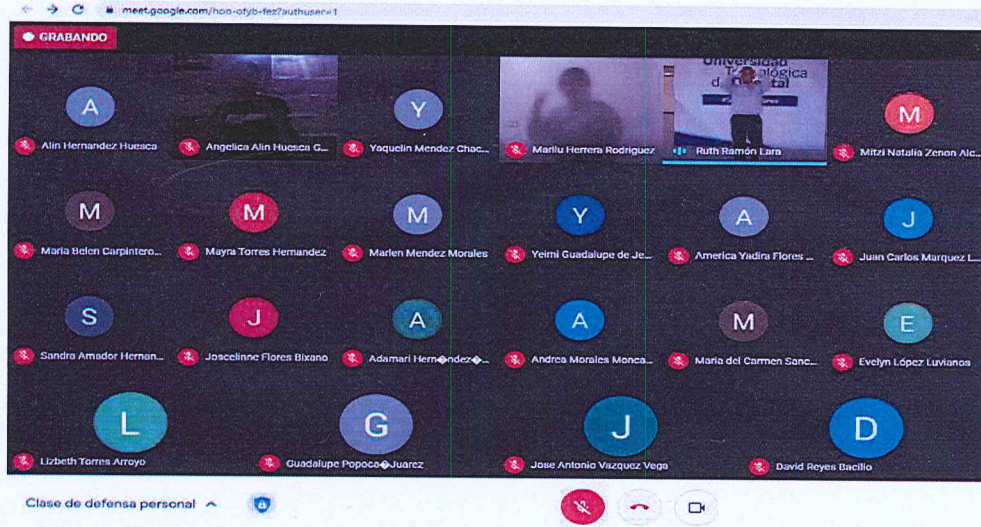 meet.google.com/hon-ofyb-fez?authuser=1
GRABANDO
Universidad
Tecnológica
A
Alin Hernandez Huesca
Angelica Alin Huesca G...
Y
Yaquelin Mendez Chac...
Marilu Herrera Rodriguez
Ruth Ramón Lara
M
Mitzi Natalia Zenon Alc...
M
Maria Belen Carpintero...
M
Mayra Torres Hernandez
M
Marlen Mendez Morales
Y
Yeimi Guadalupe de Je...
A
America Yadira Flores ...
J
Juan Carlos Marquez L...
S
Sandra Amador Hernan...
J
Joscelinne Flores Bixano
A
Adamari Hern�ndez�...
A
Andrea Morales Monca...
M
Maria del Carmen Sanc...
E
Evelyn López Luvianos
L
Lizbeth Torres Arroyo
G
Guadalupe Popoca�Juarez
J
Jose Antonio Vazquez Vega
D
David Reyes Bacilio
Clase de defensa personal